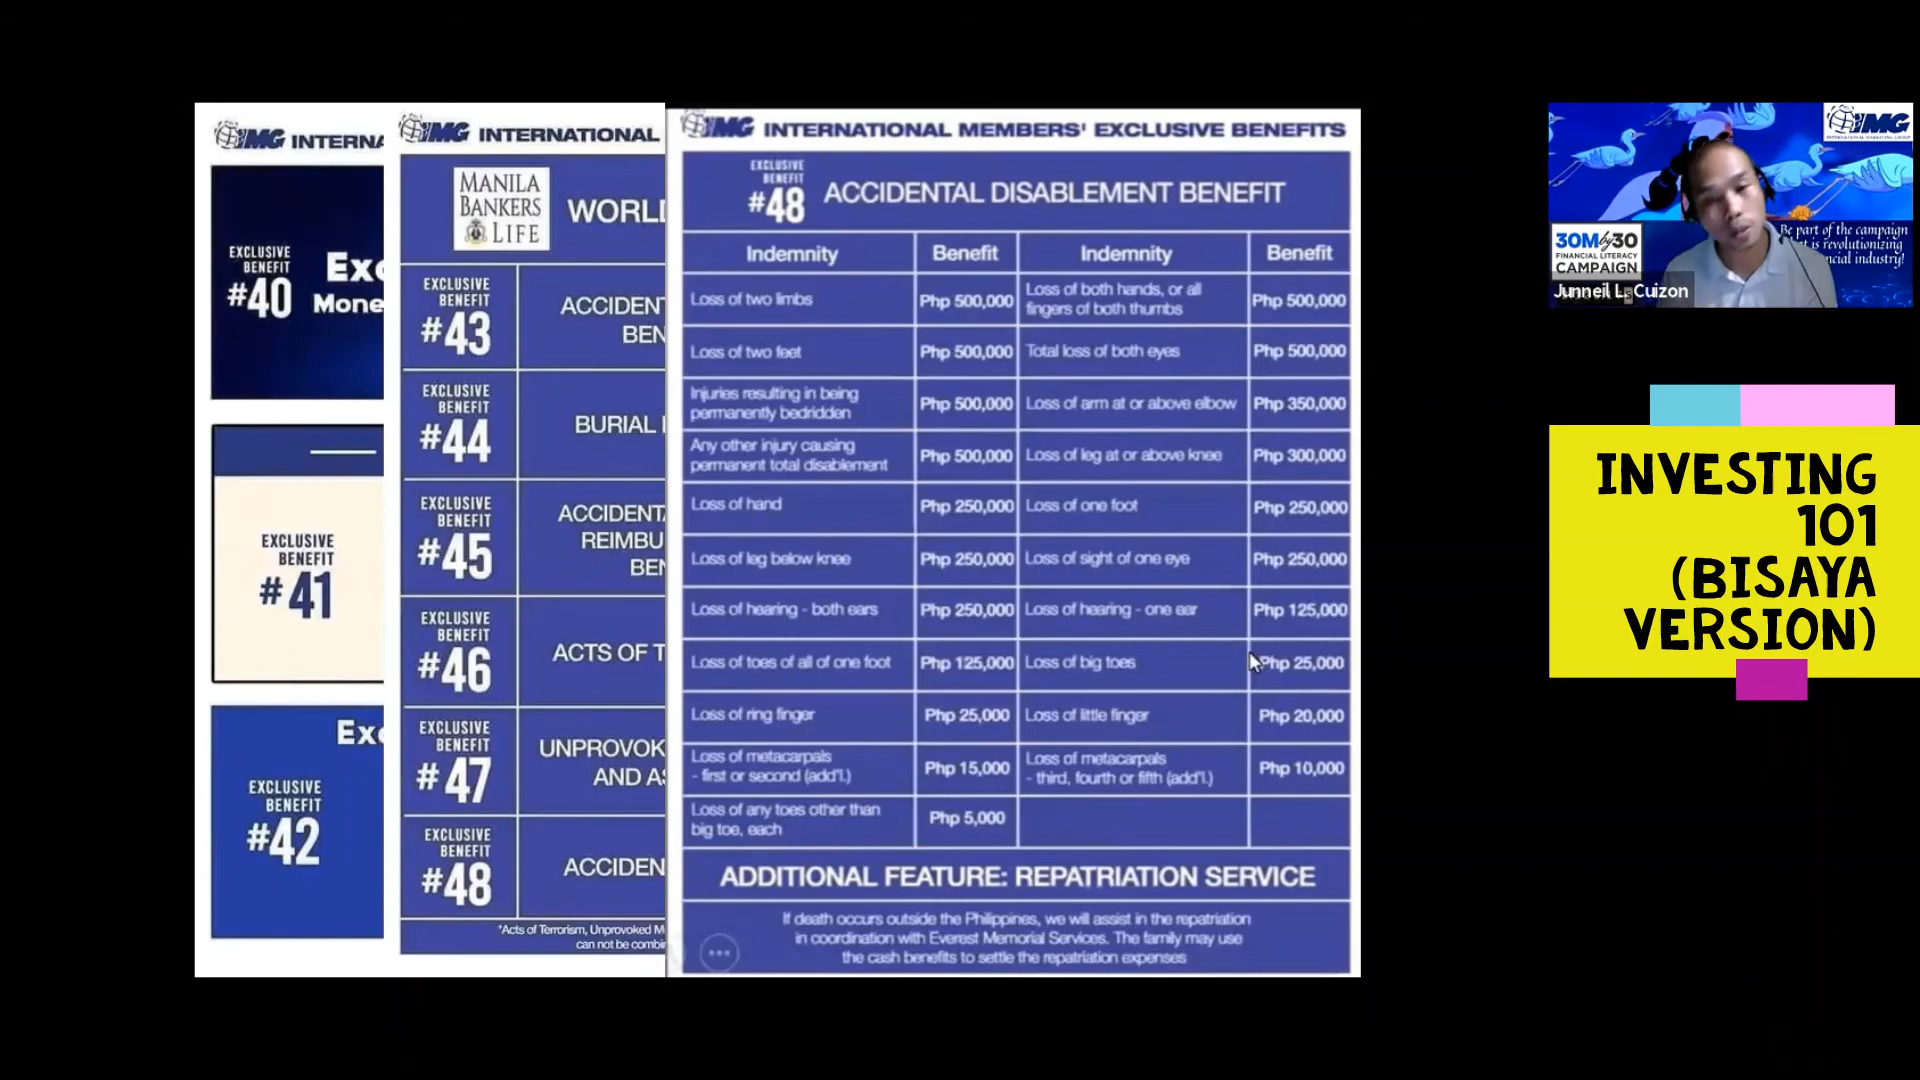 IMG INTERNA
EXCLUSIVE
BENEFIT
#40
Exc
Mone
EXCLUSIVE
BENEFIT
#41
Exc
EXCLUSIVE
BENEFIT
#42
IMG INTERNATIONAL
MANILA
BANKERS
LIFE
WORL
EXCLUSIVE
BENEFIT
#43
ACCIDENT
BEN
EXCLUSIVE
BENEFIT
#44
BURIAL
EXCLUSIVE
BENEFIT
#45
ACCIDENTA
REIMBU
BEN
EXCLUSIVE
BENEFIT
#46
ACTS OF T
EXCLUSIVE
BENEFIT
#47
UNPROVOK
AND AS
EXCLUSIVE
BENEFIT
#48
ACCIDEN
*Acts of Terrorism, Unprovoked M
can not be combi
IMG INTERNATIONAL MEMBERS' EXCLUSIVE BENEFITS
EXCLUSIVE
BENEFIT
#48
ACCIDENTAL DISABLEMENT BENEFIT
Indemnity Benefit Indemnity Benefit
Loss of two limbs Php 500,000 Loss of both hands, or all fingers of both thumbs Php 500,000
Loss of two feet Php 500,000 Total loss of both eyes Php 500,000
Injuries resulting in being permanently bedridden Php 500,000 Loss of arm at or above elbow Php 350,000
Any other injury causing permanent total disablement Php 500,000 Loss of leg at or above knee Php 300,000
Loss of hand Php 250,000 Loss of one foot Php 250,000
Loss of leg below knee Php 250,000 Loss of sight of one eye Php 250,000
Loss of hearing - both ears Php 250,000 Loss of hearing - one ear Php 125,000
Loss of toes of all of one foot Php 125,000 Loss of big toes Php 25,000
Loss of ring finger Php 25,000 Loss of little finger Php 20,000
Loss of metacarpals - first or second (add'l.) Php 15,000 Loss of metacarpals - third, fourth or fifth (add'l.) Php 10,000
Loss of any toes other than big toe, each Php 5,000
ADDITIONAL FEATURE: REPATRIATION SERVICE
If death occurs outside the Philippines, we will assist in the repatriation
in coordination with Everest Memorial Services. The family may use
the cash benefits to settle the repatriation expenses
IMG
INTERNATIONAL MARKETING GROUP
30M by 30
FINANCIAL LITERACY
CAMPAIGN
Be part of the campaign
is revolutionizing
ncial industry!
Junneil L. Cuizon
INVESTING
101
(BISAYA
VERSION)